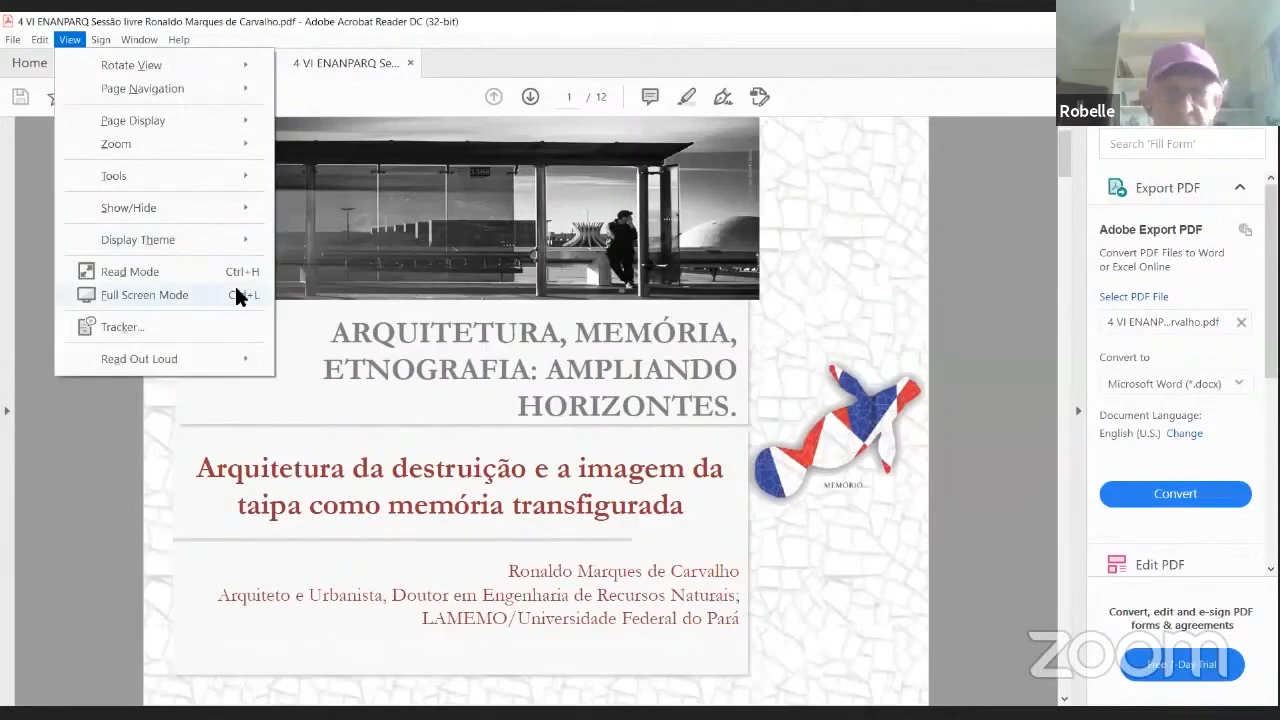 4 VI ENANPARQ Sessão livre Ronaldo Marques de Carvalho.pdf - Adobe Acrobat Reader DC (32-bit)
File Edit View Sign Window Help
Home
4 VI ENANPARQ Se... ×
1 / 12
Rotate View
Page Navigation
Page Display
Zoom
Tools
Show/Hide
Display Theme
Read Mode Ctrl+H
Full Screen Mode
Tracker...
Read Out Loud
ARQUITETURA, MEMÓRIA,
ETNOGRAFIA: AMPLIANDO
HORIZONTES.
Arquitetura da destruição e a imagem da
taipa como memória transfigurada
Ronaldo Marques de Carvalho
Arquiteto e Urbanista, Doutor em Engenharia de Recursos Naturais;
LAMEMO/Universidade Federal do Pará
Robelle
Search 'Fill Form'
Export PDF
Adobe Export PDF
Convert PDF Files to Word
or Excel Online
Select PDF File
4 VI ENANP...rvalho.pdf
Convert to
Microsoft Word (*.docx)
Document Language:
English (U.S.) Change
Convert
Edit PDF
Convert, edit and e-sign PDF
forms & agreements
Free 7-Day Trial
zoom